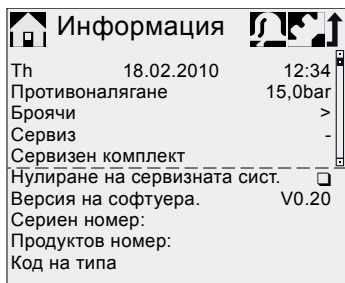 Информация
Th 18.02.2010 12:34
Противоналягане 15,0bar
Броячи >
Сервиз -
Сервизен комплект
Нулиране на сервизната сист. ❏
Версия на софтуера. V0.20
Сериен номер:
Продуктов номер:
Код на типа